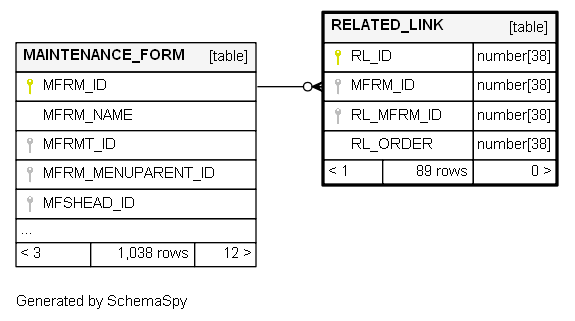 RELATED_LINK [table]
RL_ID number[38]
MFRM_ID number[38]
RL_MFRM_ID number[38]
RL_ORDER number[38]
< 1 89 rows 0 >
MAINTENANCE_FORM [table]
MFRM_ID
MFRM_NAME
MFRMT_ID
MFRM_MENUPARENT_ID
MFSHEAD_ID
...
< 3 1,038 rows 12 >
Generated by SchemaSpy